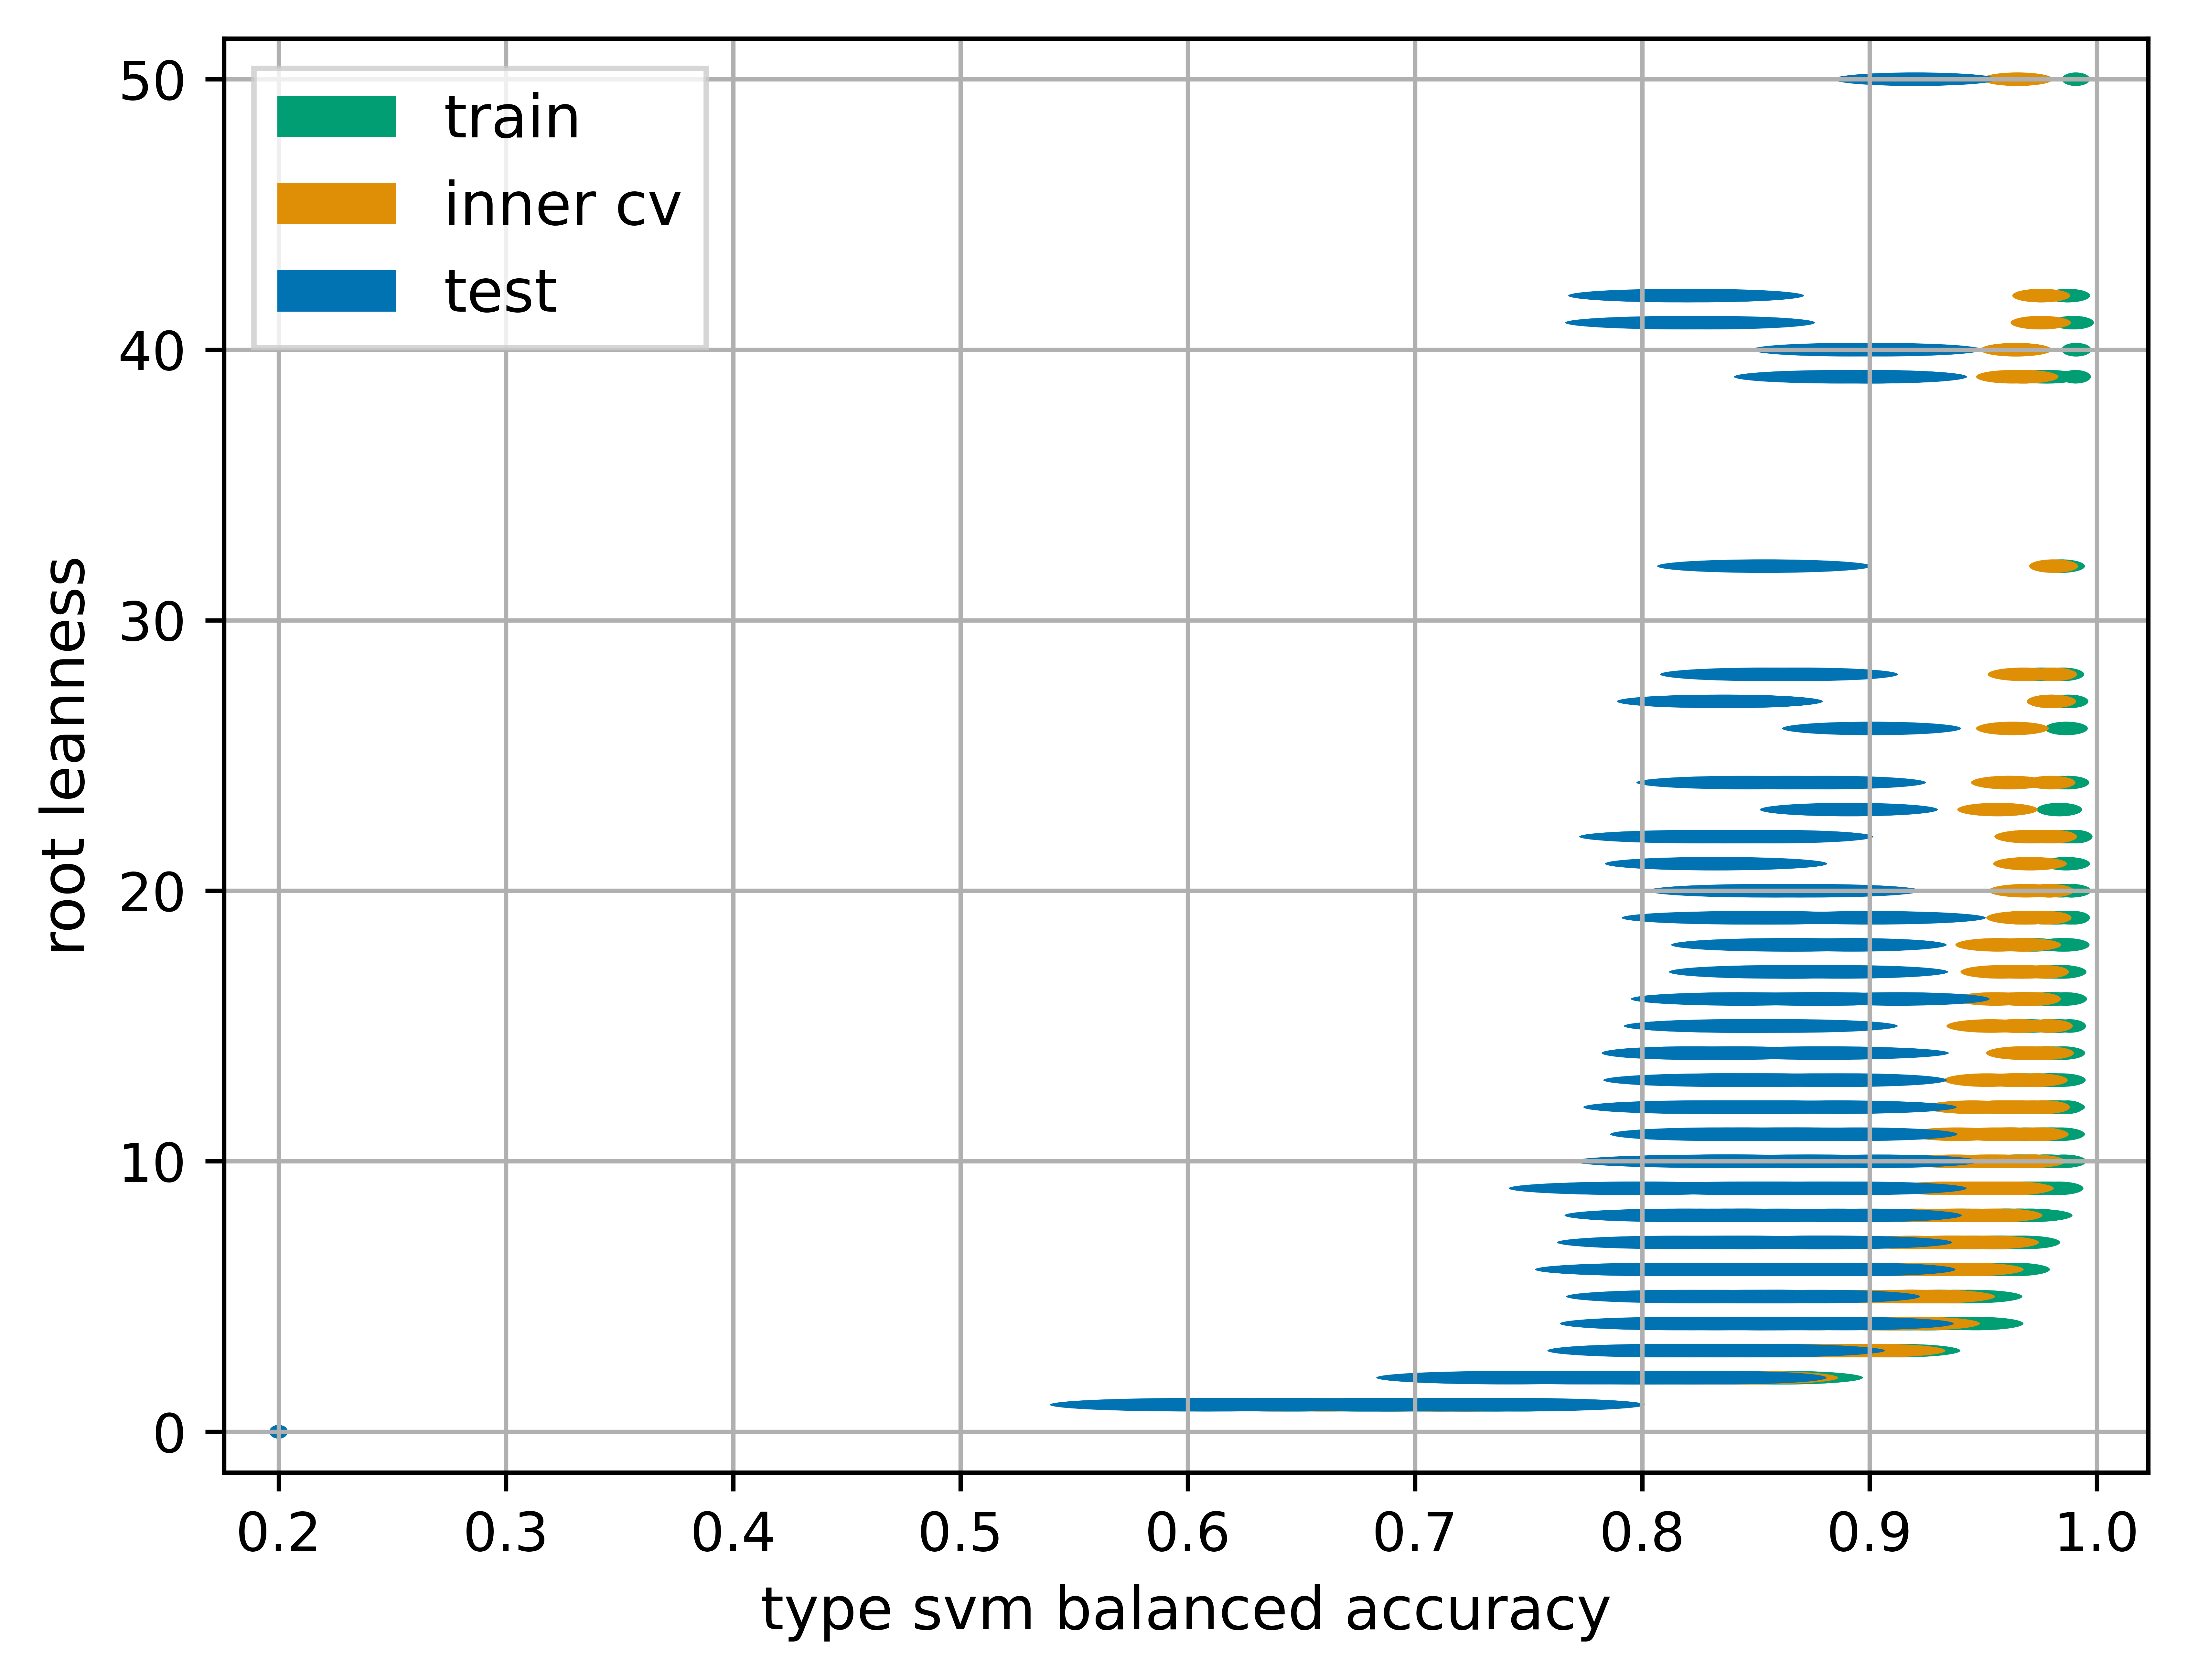 train
inner cv
test
50
40
30
20
10
0
root leanness
0.2 0.3 0.4 0.5 0.6 0.7 0.8 0.9 1.0
type svm balanced accuracy